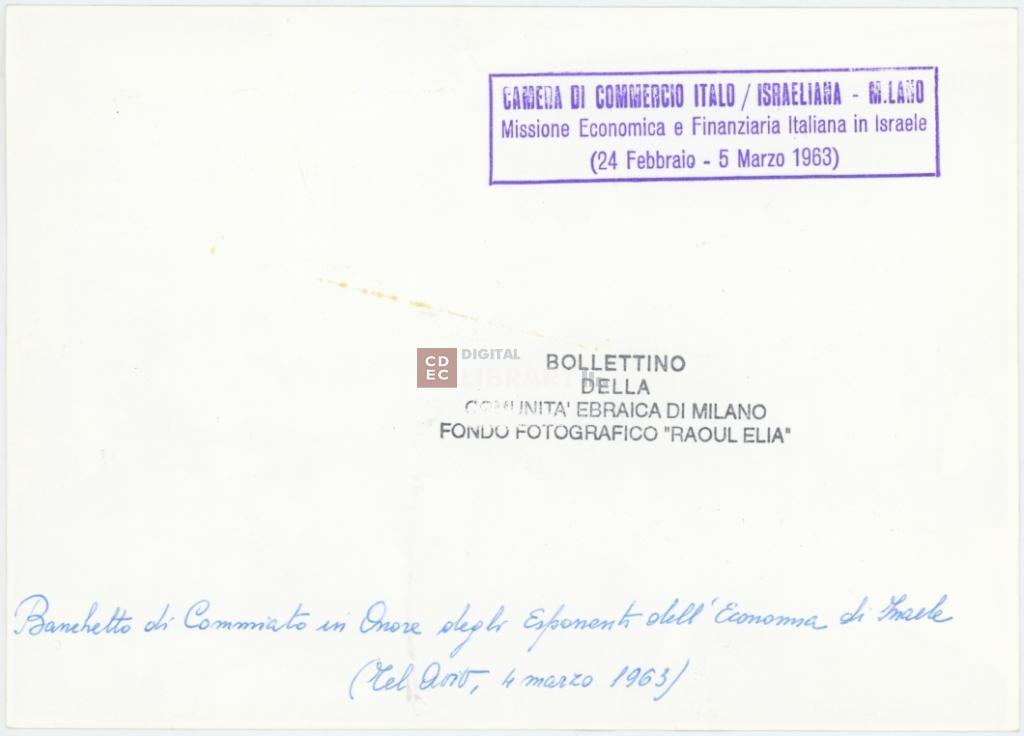 CAMERA DI COMMERCIO ITALO / ISRAELIANA - M.LANO
Missione Economica e Finanziaria Italiana in Israele
(24 Febbraio - 5 Marzo 1963)
CDEC DIGITAL
LIBRARY
BOLLETTINO
DELLA
COMUNITA' EBRAICA DI MILANO
FONDO FOTOGRAFICO "RAOUL ELIA"
Banchetto di Commiato in Onore degli Esponenti dell'Economia di Israele
(Tel Aviv, 4 marzo 1963)